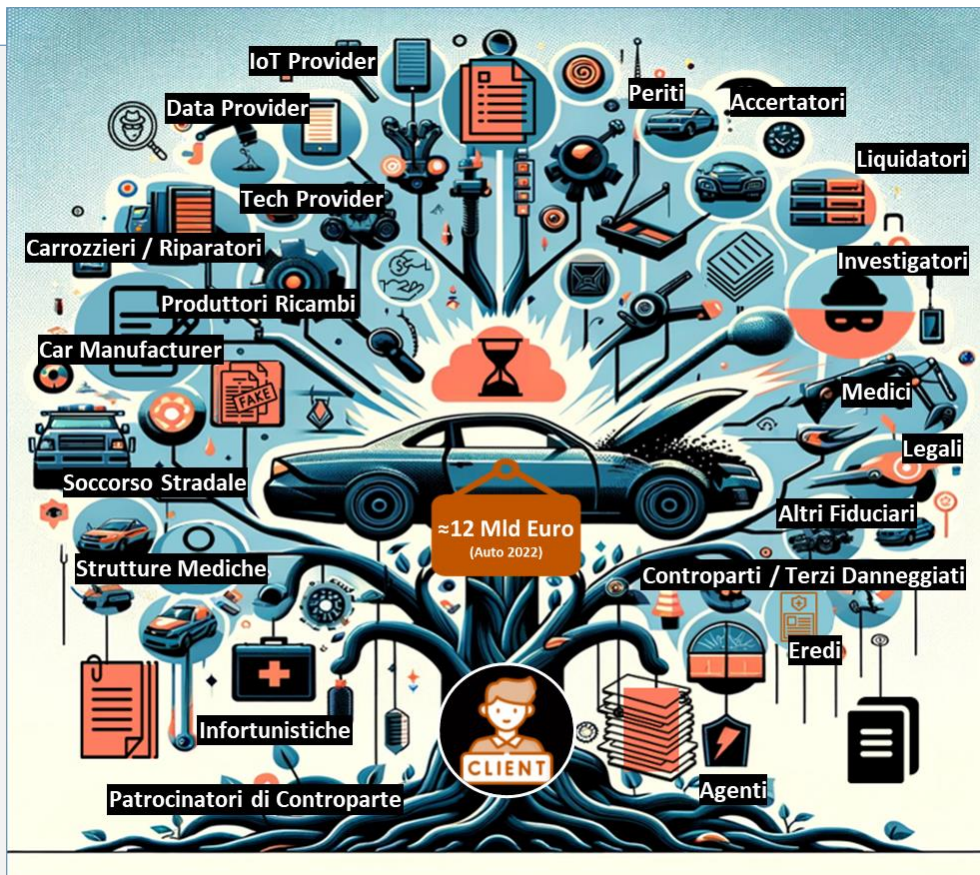 IoT Provider
Data Provider
Periti
Accertatori
Liquidatori
Tech Provider
Carrozzieri / Riparatori
Investigatori
Produttori Ricambi
Car Manufacturer
FAKE
Medici
Legali
Soccorso Stradale
Altri Fiduciari
≈12 Mld Euro
(Auto 2022)
Strutture Mediche
Controparti / Terzi Danneggiati
Eredi
Infortunistiche
CLIENT
Patrocinatori di Controparte
Agenti